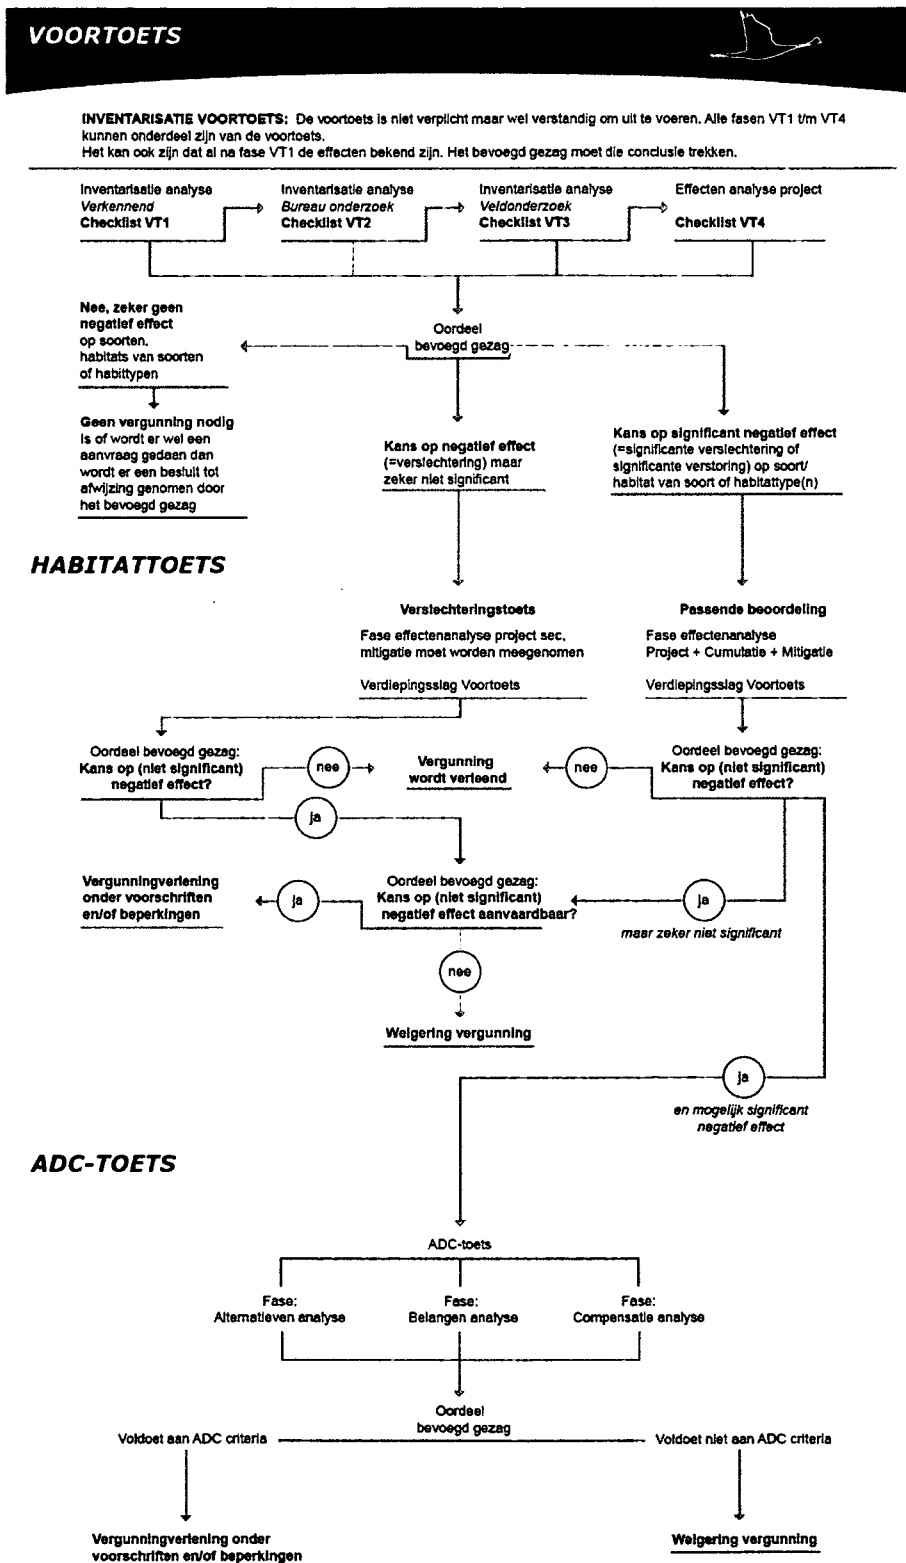 VOORTOETS
INVENTARISATIE VOORTOETS: De voortoets is niet verplicht maar wel verstandig om uit te voeren. Alle fasen VT1 t/m VT4
kunnen onderdeel zijn van de voortoets.
Het kan ook zijn dat al na fase VT1 de effecten bekend zijn. Het bevoegd gezag moet die conclusie trekken.
Inventarisatie analyse
Verkennend
Checklist VT1
Inventarisatie analyse
Bureau onderzoek
Checklist VT2
Inventarisatie analyse
Veldonderzoek
Checklist VT3
Effecten analyse project
Checklist VT4
Nee, zeker geen
negatief effect
op soorten,
habitats van soorten
of habittypen
Oordeel
bevoegd gezag
Geen vergunning nodig
Is of wordt er wel een
aanvraag gedaan dan
wordt er een besluit tot
afwijzing genomen door
het bevoegd gezag
Kans op negatief effect
(=verslechtering) maar
zeker niet significant
Kans op significant negatief effect
(=significante verslechtering of
significante verstoring) op soort/
habitat van soort of habitattype(n)
HABITATTOETS
Verslechteringstoets
Fase effectenanalyse project sec,
mitigatie moet worden meegenomen
Verdiepingsslag Voortoets
Passende beoordeling
Fase effectenanalyse
Project + Cumutatie + Mitigatie
Verdiepingsslag Voortoets
Oordeel bevoegd gezag:
Kans op (niet significant)
negatief effect?
nee
Vergunning
wordt verleend
nee
Oordeel bevoegd gezag:
Kans op (niet significant)
negatief effect?
ja
Vergunningverlening
onder voorschriften
en/of beperkingen
ja
Oordeel bevoegd gezag:
Kans op (niet significant)
negatief effect aanvaardbaar?
ja
maar zeker niet significant
nee
Weigering vergunning
ja
en mogelijk significant
negatief effect
ADC-TOETS
ADC-toets
Fase:
Alternatieven analyse
Fase:
Belangen analyse
Fase:
Compensatie analyse
Oordeel
bevoegd gezag
Voldoet aan ADC criteria
Voldoet niet aan ADC criteria
Vergunningverlening onder
voorschriften en/of beperkingen
Weigering vergunning